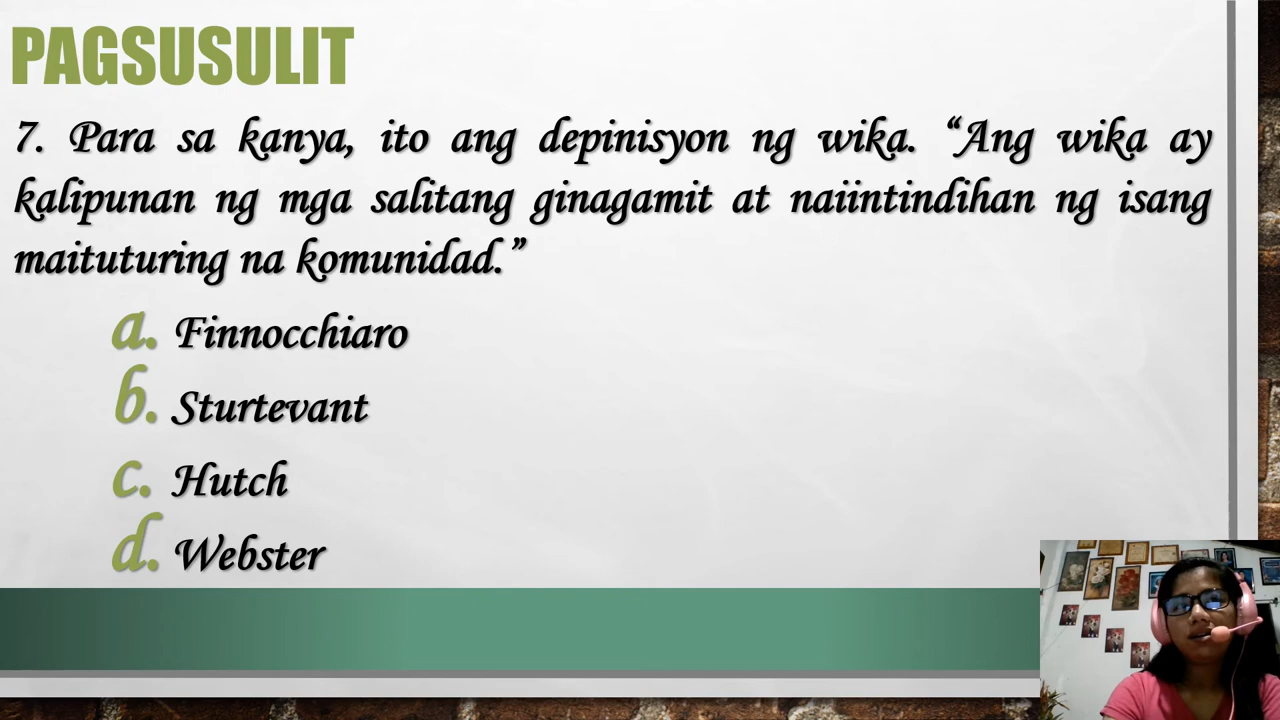 PAGSUSULIT
7. Para sa kanya, ito ang depinisyon ng wika. “Ang wika ay
kalipunan ng mga salitang ginagamit at naiintindihan ng isang
maituturing na komunidad.”
a. Finnocchiaro
b. Sturtevant
c. Hutch
d. Webster